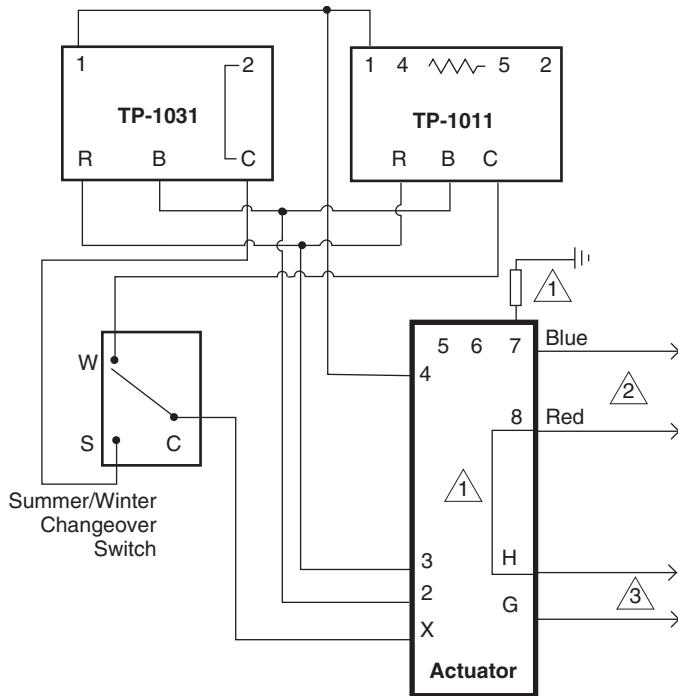 1 2
TP-1031
R B C
1 4 5 2
TP-1011
R B C
1
W
S C
Summer/Winter
Changeover
Switch
5 6 7
4
8
1
3
2
X
H
G
Actuator
Blue
2
Red
3